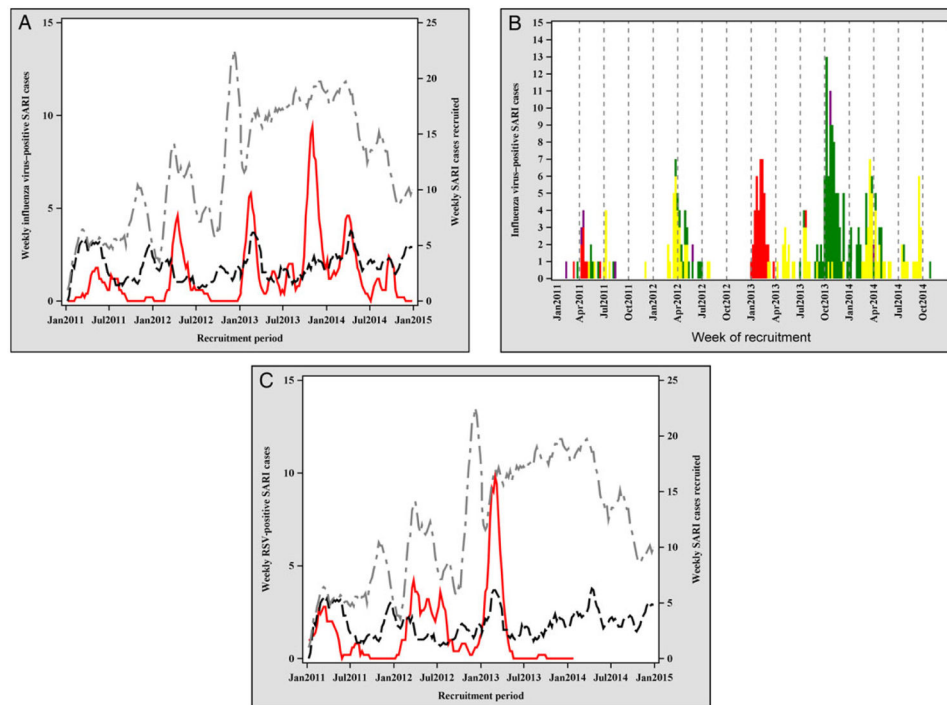 A
15
10
5
0
Weekly influenza virus–positive SARI cases
25
20
15
10
5
0
Weekly SARI cases recruited
Jan2011 Jul2011 Jan2012 Jul2012 Jan2013 Jul2013 Jan2014 Jul2014 Jan2015
Recruitment period
B
15
14
13
12
11
10
9
8
7
6
5
4
3
2
1
0
Influenza virus–positive SARI cases
Jan2011 Apr2011 Jul2011 Oct2011 Jan2012 Apr2012 Jul2012 Oct2012 Jan2013 Apr2013 Jul2013 Oct2013 Jan2014 Apr2014 Jul2014 Oct2014
Week of recruitment
C
15
10
5
0
Weekly RSV-positive SARI cases
25
20
15
10
5
0
Weekly SARI cases recruited
Jan2011 Jul2011 Jan2012 Jul2012 Jan2013 Jul2013 Jan2014 Jul2014 Jan2015
Recruitment period